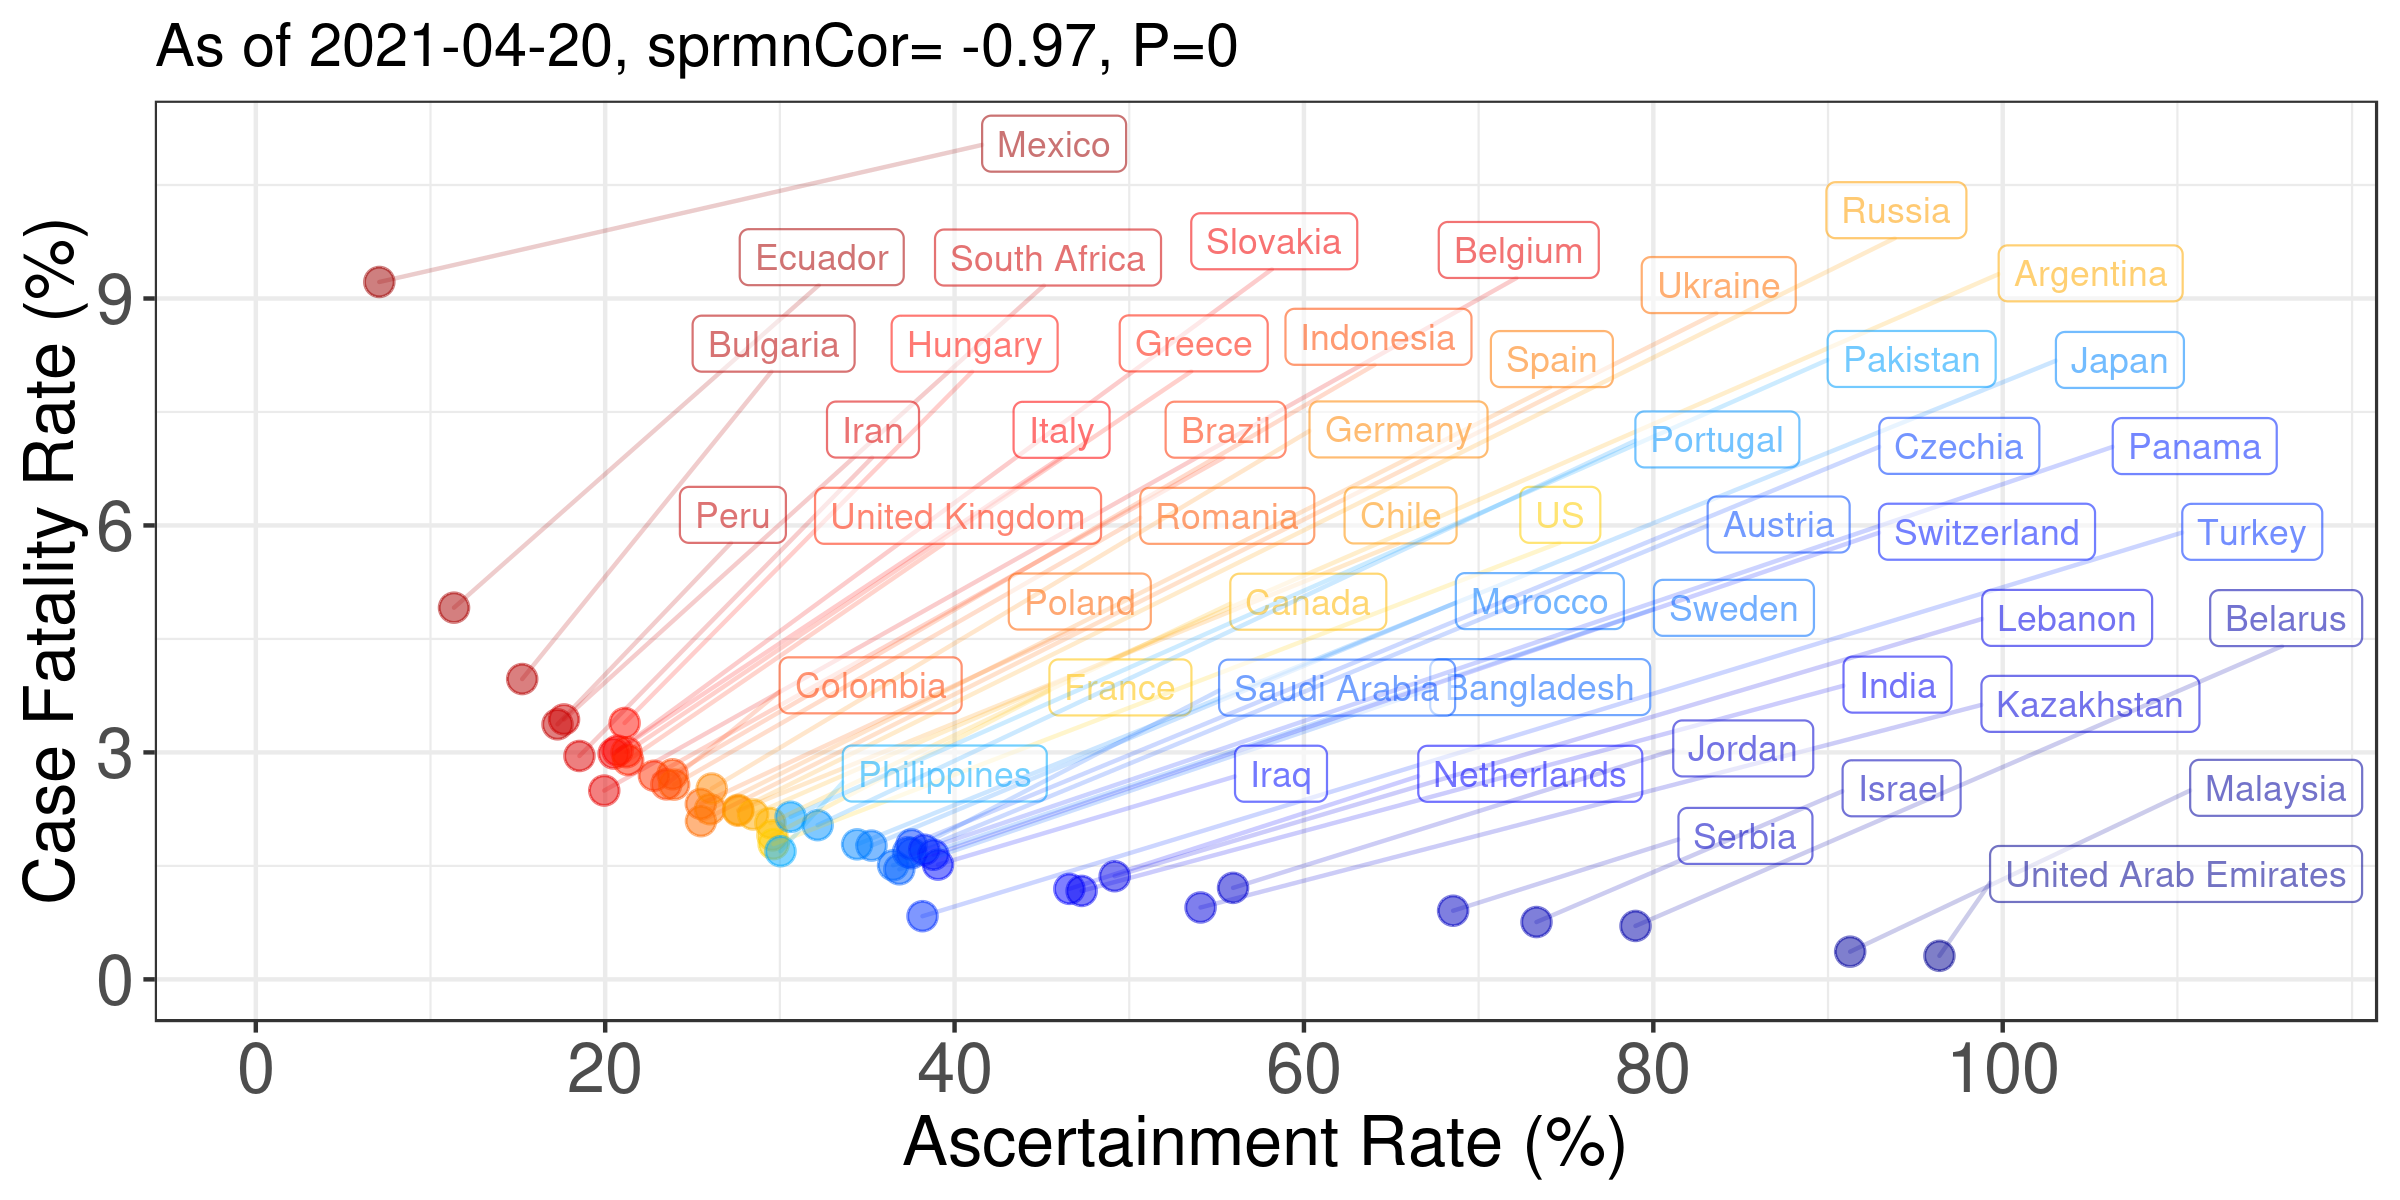 As of 2021-04-20, sprmnCor= -0.97, P=0
Case Fatality Rate (%)
9
6
3
0
Mexico
Russia
Slovakia
Belgium
Ecuador
South Africa
Argentina
Ukraine
Indonesia
Bulgaria
Hungary
Greece
Spain
Pakistan
Japan
Iran
Italy
Brazil
Germany
Portugal
Czechia
Panama
Peru
United Kingdom
Romania
Chile
US
Austria
Switzerland
Turkey
Poland
Canada
Morocco
Sweden
Lebanon
Belarus
Colombia
France
Saudi Arabia
Bangladesh
India
Kazakhstan
Jordan
Philippines
Iraq
Netherlands
Israel
Malaysia
Serbia
United Arab Emirates
0 20 40 60 80 100
Ascertainment Rate (%)